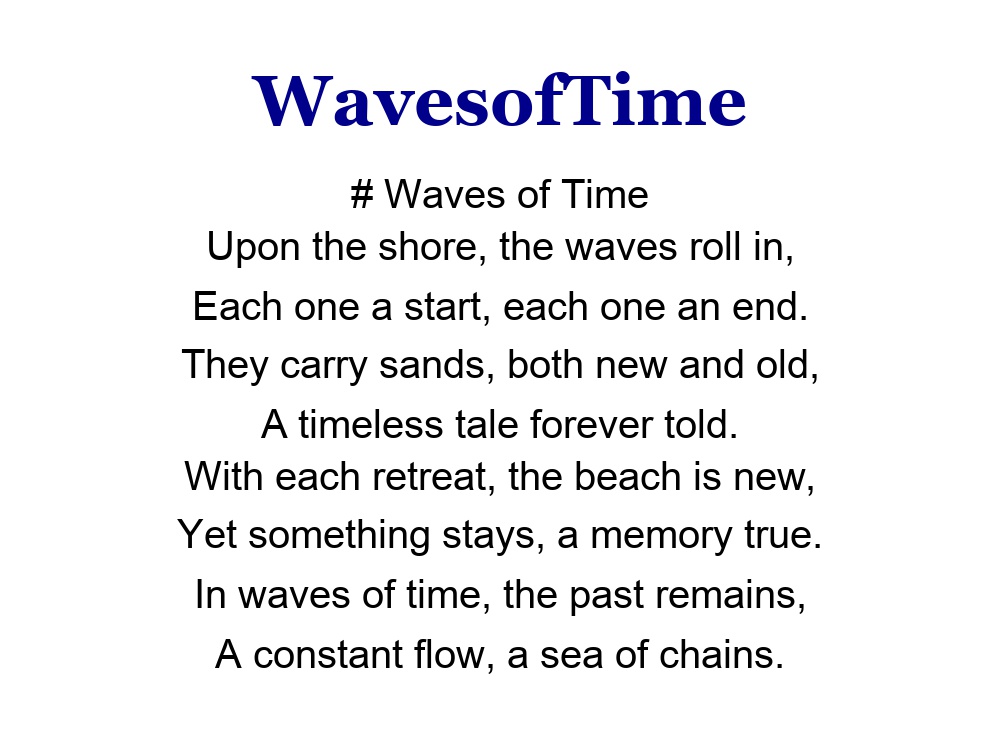 WavesofTime
# Waves of Time
Upon the shore, the waves roll in,
Each one a start, each one an end.
They carry sands, both new and old,
A timeless tale forever told.
With each retreat, the beach is new,
Yet something stays, a memory true.
In waves of time, the past remains,
A constant flow, a sea of chains.